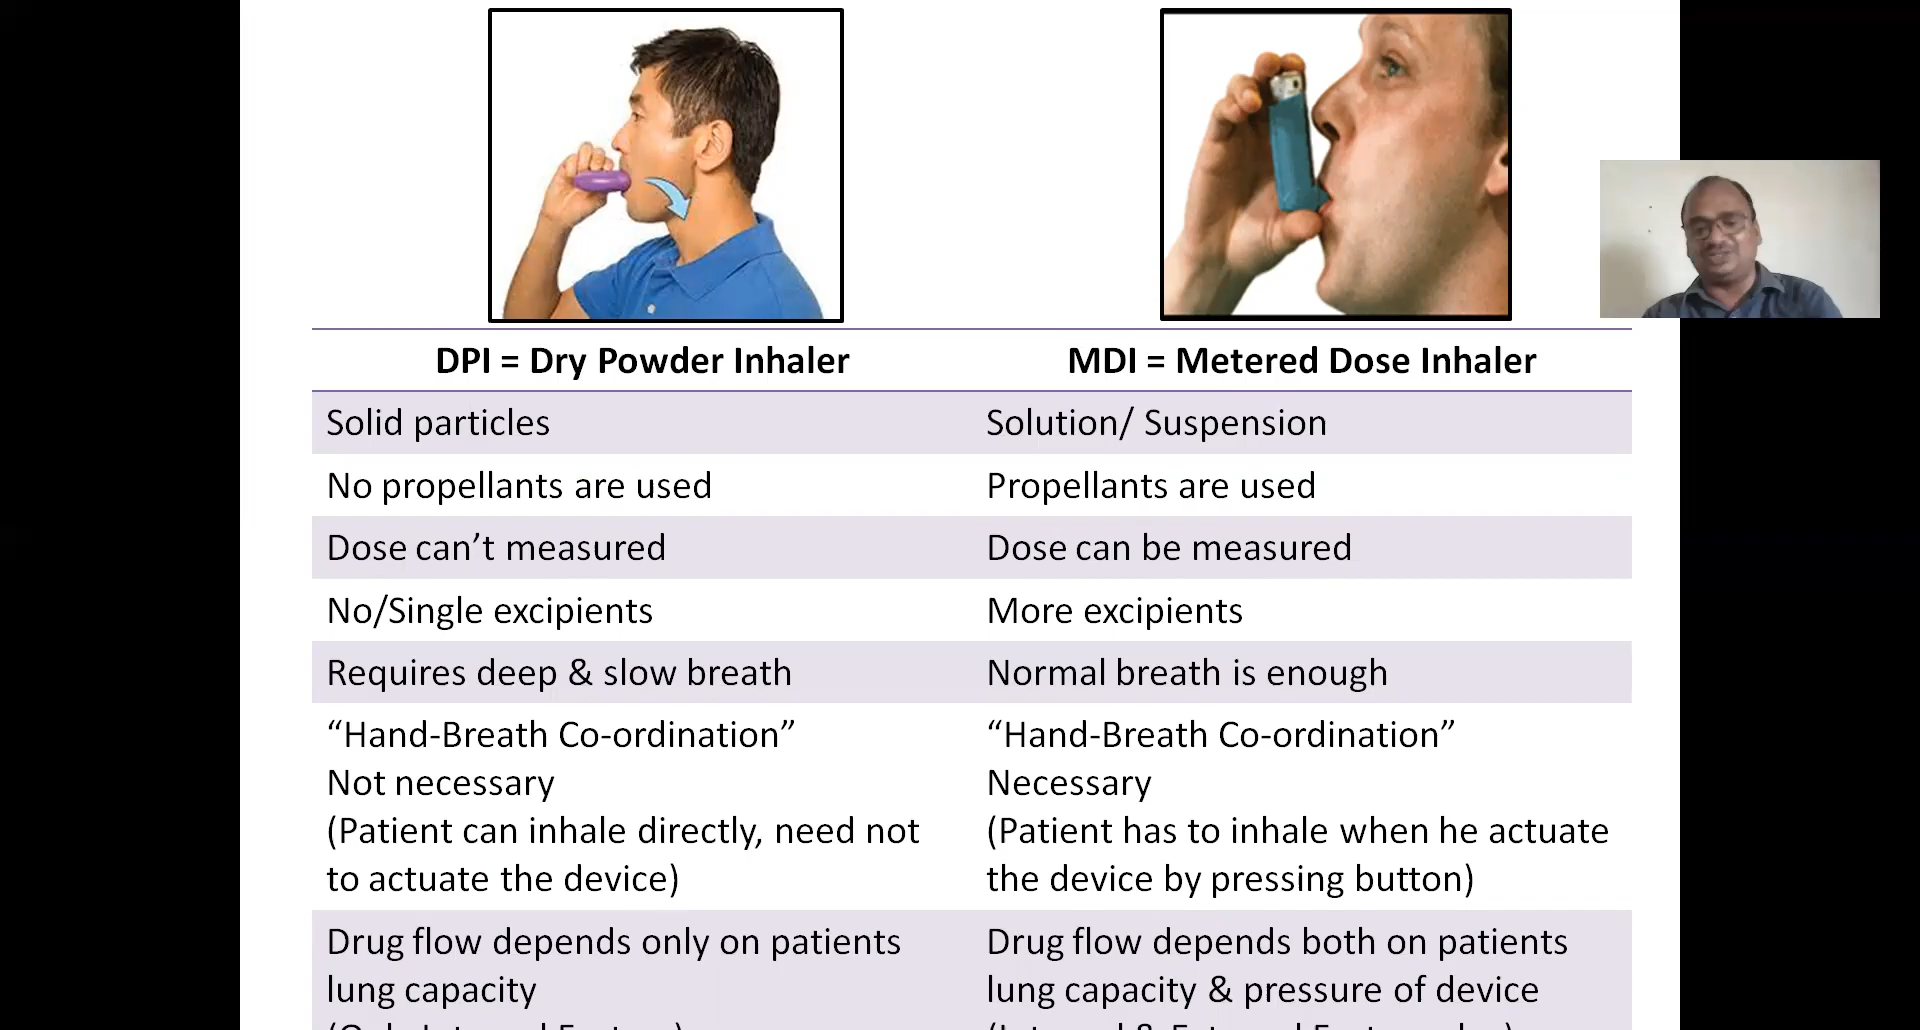 DPI = Dry Powder Inhaler
MDI = Metered Dose Inhaler
Solid particles
Solution/ Suspension
No propellants are used
Propellants are used
Dose can’t measured
Dose can be measured
No/Single excipients
More excipients
Requires deep & slow breath
Normal breath is enough
“Hand-Breath Co-ordination”
Not necessary
(Patient can inhale directly, need not
to actuate the device)
“Hand-Breath Co-ordination”
Necessary
(Patient has to inhale when he actuate
the device by pressing button)
Drug flow depends only on patients
lung capacity
Drug flow depends both on patients
lung capacity & pressure of device